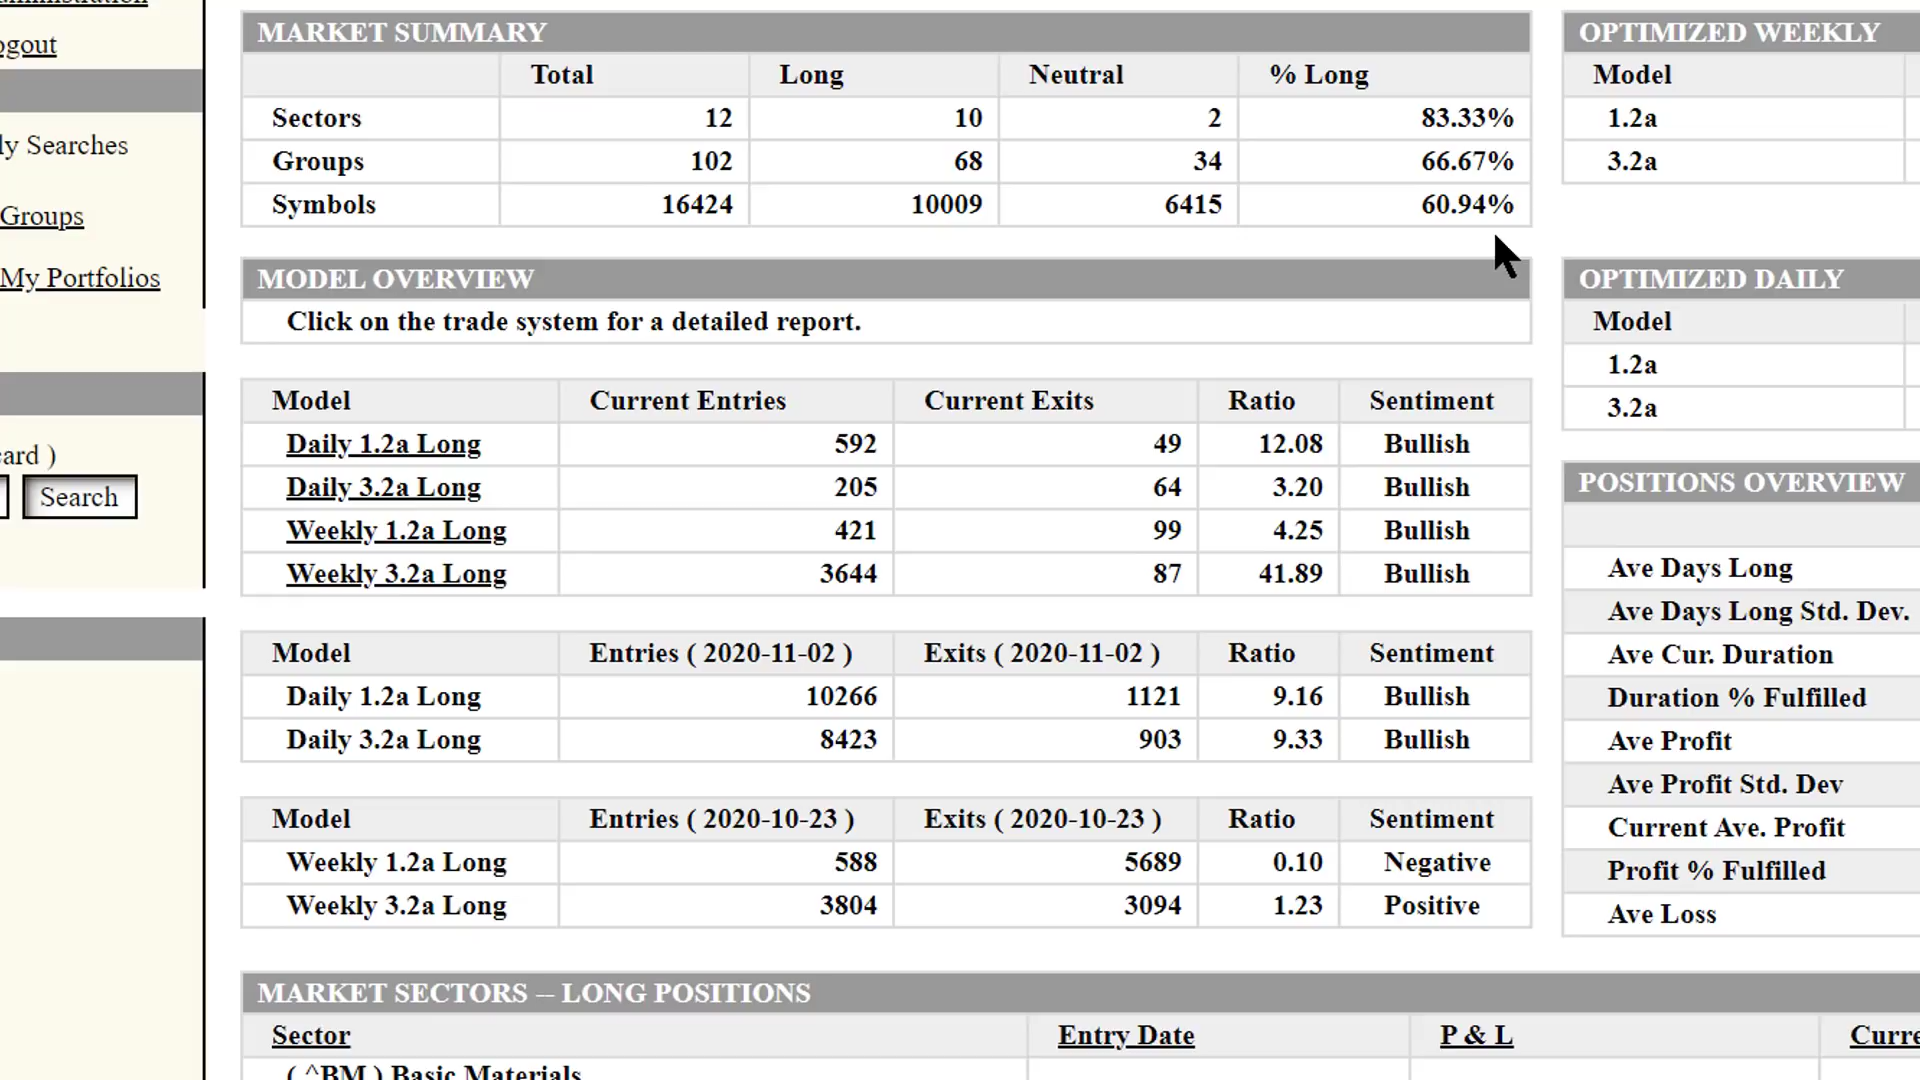 ogout
ly Searches
Groups
My Portfolios
ard )
Search
MARKET SUMMARY
Total Long Neutral % Long
Sectors 12 10 2 83.33%
Groups 102 68 34 66.67%
Symbols 16424 10009 6415 60.94%
MODEL OVERVIEW
Click on the trade system for a detailed report.
Model Current Entries Current Exits Ratio Sentiment
Daily 1.2a Long 592 49 12.08 Bullish
Daily 3.2a Long 205 64 3.20 Bullish
Weekly 1.2a Long 421 99 4.25 Bullish
Weekly 3.2a Long 3644 87 41.89 Bullish
Model Entries ( 2020-11-02 ) Exits ( 2020-11-02 ) Ratio Sentiment
Daily 1.2a Long 10266 1121 9.16 Bullish
Daily 3.2a Long 8423 903 9.33 Bullish
Model Entries ( 2020-10-23 ) Exits ( 2020-10-23 ) Ratio Sentiment
Weekly 1.2a Long 588 5689 0.10 Negative
Weekly 3.2a Long 3804 3094 1.23 Positive
OPTIMIZED WEEKLY
Model
1.2a
3.2a
OPTIMIZED DAILY
Model
1.2a
3.2a
POSITIONS OVERVIEW
Ave Days Long
Ave Days Long Std. Dev.
Ave Cur. Duration
Duration % Fulfilled
Ave Profit
Ave Profit Std. Dev
Current Ave. Profit
Profit % Fulfilled
Ave Loss
MARKET SECTORS -- LONG POSITIONS
Sector Entry Date P & L Curre
( ^BM ) Basic Materials